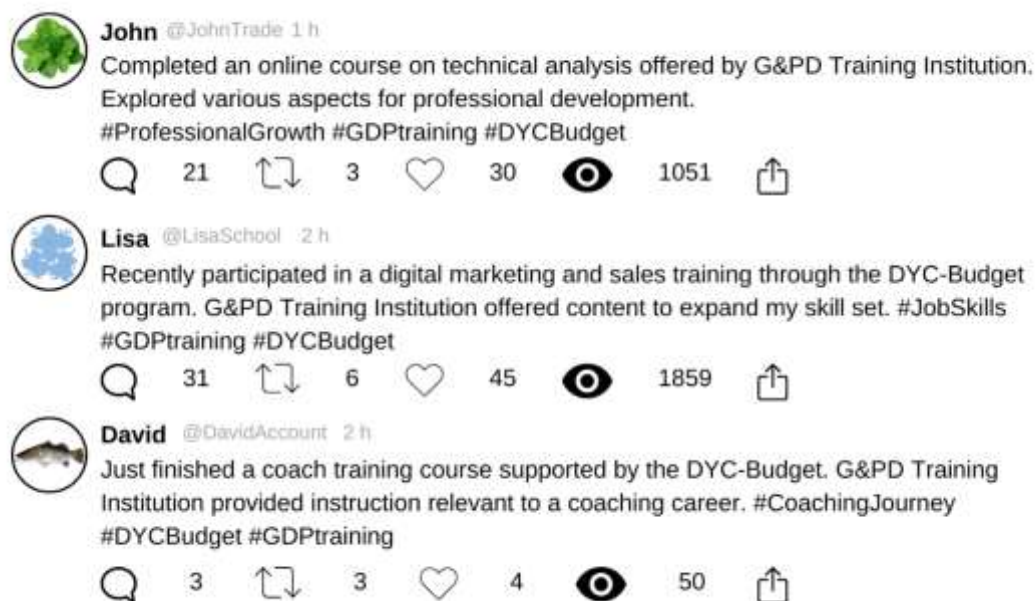 John @JohnTrade 1 h
Completed an online course on technical analysis offered by G&PD Training Institution.
Explored various aspects for professional development.
#ProfessionalGrowth #GDPtraining #DYCBudget
21 3 30 1051
Lisa @LisaSchool 2 h
Recently participated in a digital marketing and sales training through the DYC-Budget
program. G&PD Training Institution offered content to expand my skill set. #JobSkills
#GDPtraining #DYCBudget
31 6 45 1859
David @DavidAccount 2 h
Just finished a coach training course supported by the DYC-Budget. G&PD Training
Institution provided instruction relevant to a coaching career. #CoachingJourney
#DYCBudget #GDPtraining
3 3 4 50